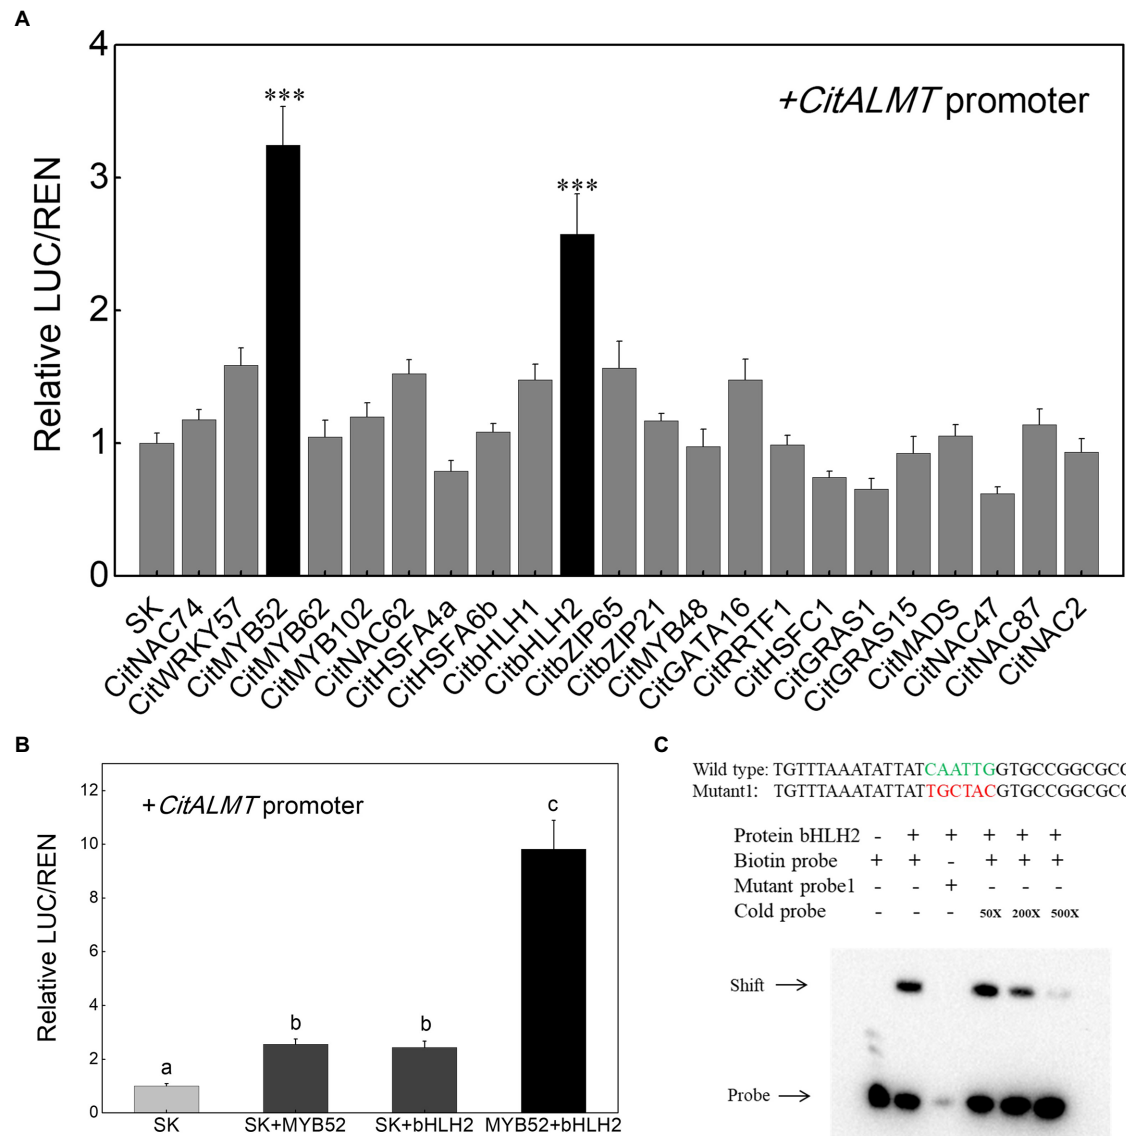 A
4
3
2
1
0
Relative LUC/REN
+CitALMT promoter
***
***
SK
CitNAC74
CitWRKY57
CitMYB52
CitMYB62
CitMYB102
CitNAC62
CitHSFA4a
CitHSFA6b
CitbHLH1
CitbHLH2
CitbZIP65
CitbZIP21
CitMYB48
CitGATA16
CitRRTF1
CitHSFC1
CitGRAS1
CitGRAS15
CitMADS
CitNAC47
CitNAC87
CitNAC2
B
12
10
8
6
4
2
0
Relative LUC/REN
+CitALMT promoter
a
b
b
c
SK
SK+MYB52
SK+bHLH2
MYB52+bHLH2
C
Wild type: TGTTTAAATATTATCAATTGGTGCCGGCGCC
Mutant1: TGTTTAAATATTATTGCTACGTGCCGGCGCC
Protein bHLH2 - + + + + +
Biotin probe + + - + + +
Mutant probe1 - - + - - -
Cold probe - - - 50X 200X 500X
Shift
Probe